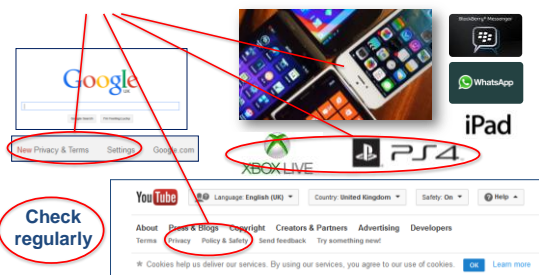 BlackBerry® Messenger
BBM
Google
UK
WhatsApp
iPad
New Privacy & Terms Settings Google.com
XBOX LIVE
PS4
YouTube Language: English (UK) Country: United Kingdom Safety: On Help
Check
regularly
About Press & Blogs Copyright Creators & Partners Advertising Developers
Terms Privacy Policy & Safety Send feedback Try something new!
Cookies help us deliver our services. By using our services, you agree to our use of cookies. OK Learn more